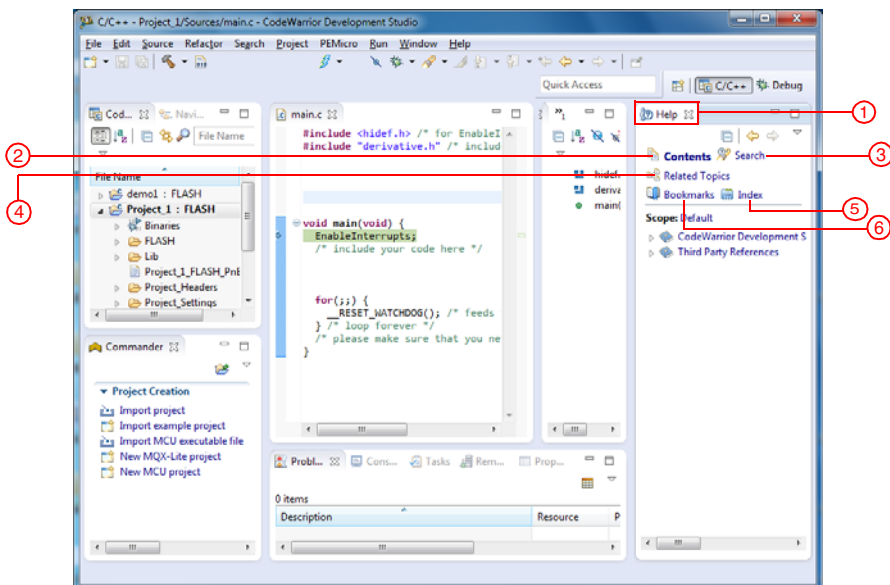 C/C++ - Project_1/Sources/main.c - CodeWarrior Development Studio
File Edit Source Refactor Search Project PEMicro Run Window Help
Quick Access
C/C++ Debug
Cod... Navi...
File Name
File Name
demo1 : FLASH
Project_1 : FLASH
Binaries
FLASH
Lib
Project_1_FLASH_PnE
Project_Headers
Project_Settings
Commander
Project Creation
Import project
Import example project
Import MCU executable file
New MQX-Lite project
New MCU project
main.c
#include <hidef.h> /* for EnableI
#include "derivative.h" /* includ
void main(void) {
EnableInterrupts;
/* include your code here */
for(;;) {
__RESET_WATCHDOG(); /* feeds
} /* loop forever */
/* please make sure that you ne
}
»1
hidef.
deriva
main(
Probl... Cons... Tasks Rem... Prop...
0 items
Description Resource P
Help
Contents Search
Related Topics
Bookmarks Index
Scope: Default
CodeWarrior Development S
Third Party References
1
2
3
4
5
6